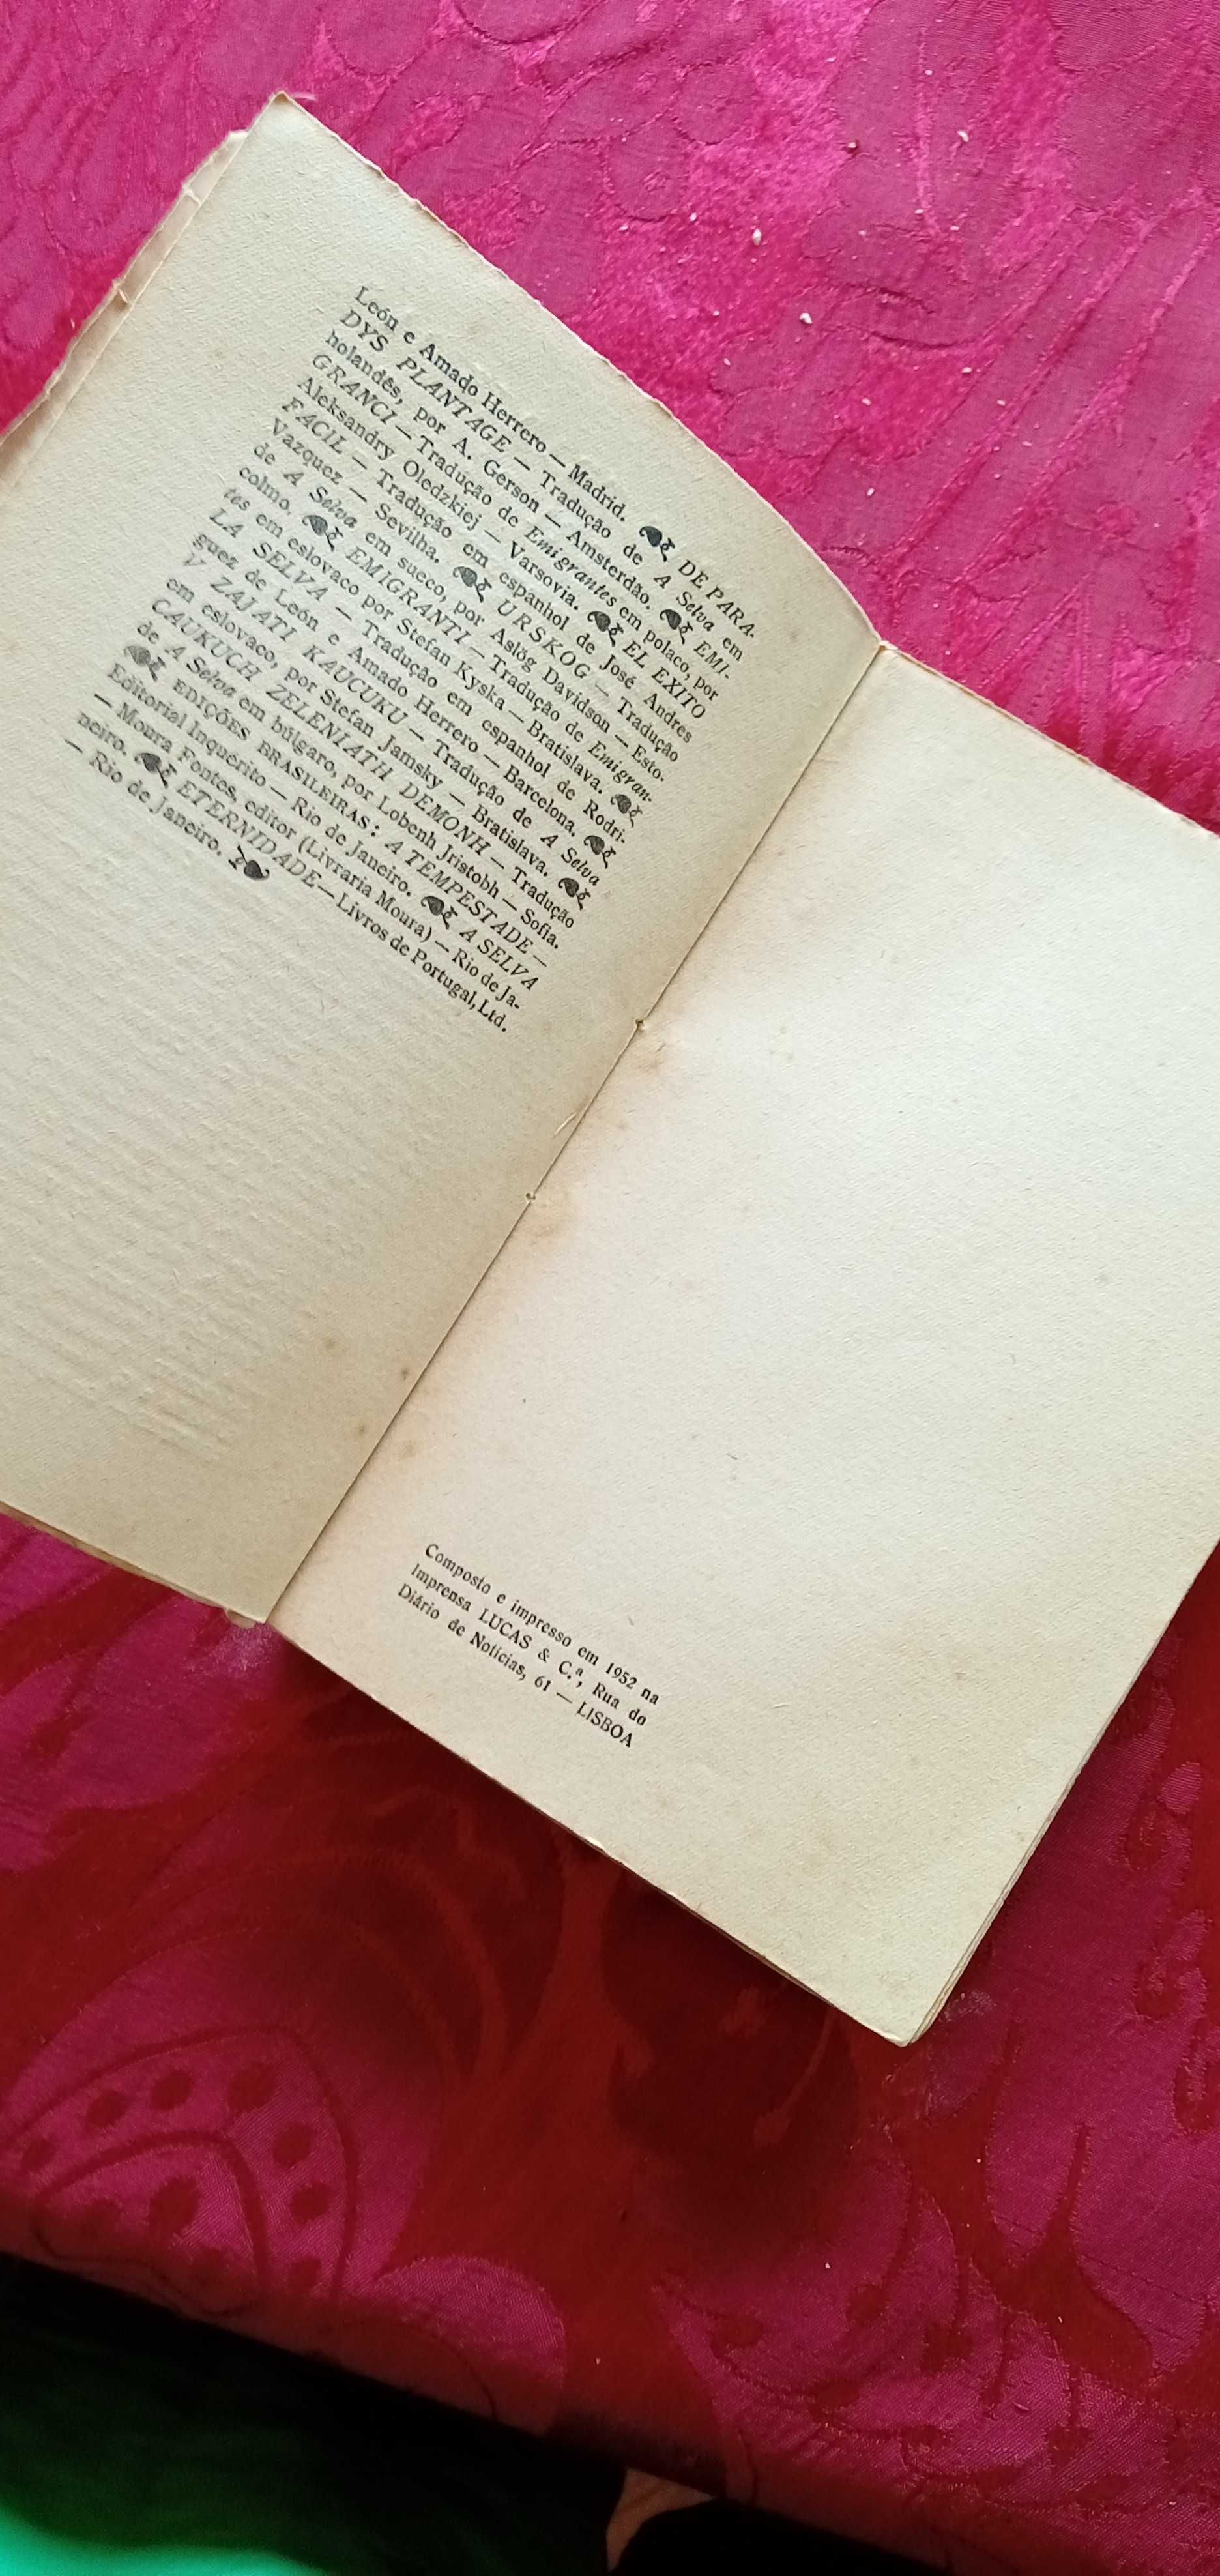 León e Amado Herrero — Madrid. ❧ DE PARA-
DYS PLANTAGE — Tradução de A Selva em
holandês, por A. Gerson — Amsterdão. ❧ EMI-
GRANCI — Tradução de Emigrantes em polaco, por
Aleksandry Oledzkiej — Varsovia. ❧ EL EXITO
FACIL — Tradução em espanhol de José Andres
Vazquez — Sevilha. ❧ URSKOG — Tradução
de A Selva em sueco, por Aslög Davidson — Esto-
colmo. ❧ EMIGRANTI — Tradução de Emigran-
tes em eslovaco por Stefan Kyska — Bratislava. ❧
LA SELVA — Tradução em espanhol de Rodri-
guez de León e Amado Herrero — Barcelona. ❧
V ZAJATI KAUCUKU — Tradução de A Selva
em eslovaco, por Stefan Jamsky — Bratislava. ❧
CAUKUCH ZELENIATH DEMONH — Tradução
de A Selva em búlgaro, por Lobenh Jristobh — Sofia.
❧ EDIÇÕES BRASILEIRAS: A TEMPESTADE —
Editorial Inquérito — Rio de Janeiro. ❧ A SELVA
— Moura Fontes, editor (Livraria Moura) — Rio de Ja-
neiro. ❧ ETERNIDADE — Livros de Portugal, Ltd.
— Rio de Janeiro. ❧
Composto e impresso em 1952 na
Imprensa LUCAS & C.ª, Rua do
Diário de Notícias, 61 — LISBOA